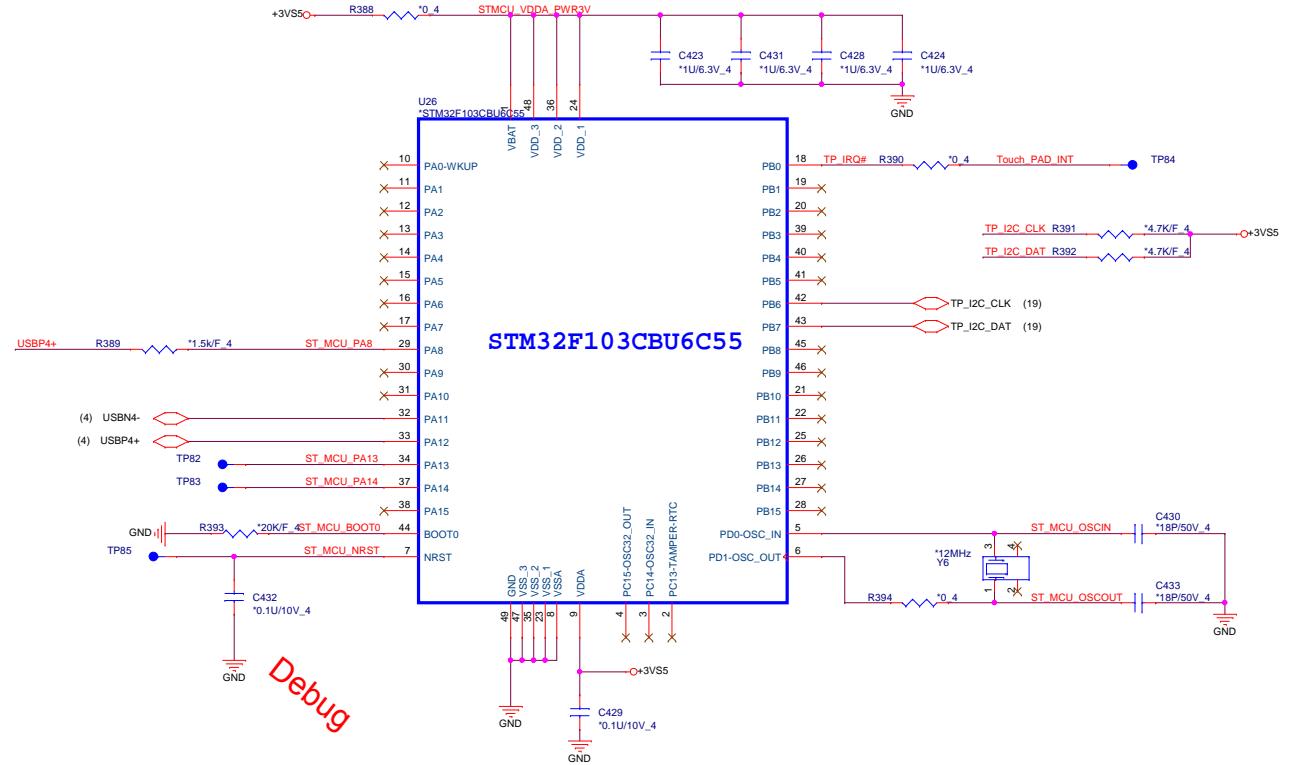 +3VS5 R388 *0_4 STMCU_VDDA_PWR3V
C423 *1U/6.3V_4
C431 *1U/6.3V_4
C428 *1U/6.3V_4
C424 *1U/6.3V_4
GND
U26
*STM32F103CBU6C55
1 48 36 24
VBAT VDD_3 VDD_2 VDD_1
10 PA0-WKUP
11 PA1
12 PA2
13 PA3
14 PA4
15 PA5
16 PA6
17 PA7
USBP4+ R389 *1.5k/F_4 ST_MCU_PA8 29 PA8
30 PA9
31 PA10
(4) USBN4- 32 PA11
(4) USBP4+ 33 PA12
TP82 ST_MCU_PA13 34 PA13
TP83 ST_MCU_PA14 37 PA14
38 PA15
GND R393 *20K/F_4 ST_MCU_BOOT0 44 BOOT0
TP85 ST_MCU_NRST 7 NRST
C432
*0.1U/10V_4
GND
STM32F103CBU6C55
PB0 18 TP_IRQ# R390 *0_4 Touch_PAD_INT TP84
PB1 19
PB2 20
PB3 39
PB4 40
PB5 41
PB6 42 TP_I2C_CLK (19)
PB7 43 TP_I2C_DAT (19)
PB8 45
PB9 46
PB10 21
PB11 22
PB12 25
PB13 26
PB14 27
PB15 28
PD0-OSC_IN 5 ST_MCU_OSCIN
PD1-OSC_OUT 6
TP_I2C_CLK R391 *4.7K/F_4 +3VS5
TP_I2C_DAT R392 *4.7K/F_4
C430
*18P/50V_4
*12MHz
Y6
3 4
1 2
R394 *0_4 ST_MCU_OSCOUT
C433
*18P/50V_4
GND
GND VSS_3 VSS_2 VSS_1 VSSA VDDA PC15-OSC32_OUT PC14-OSC32_IN PC13-TAMPER-RTC
49 47 35 23 8 9 4 3 2
GND
+3VS5
C429
*0.1U/10V_4
GND
Debug